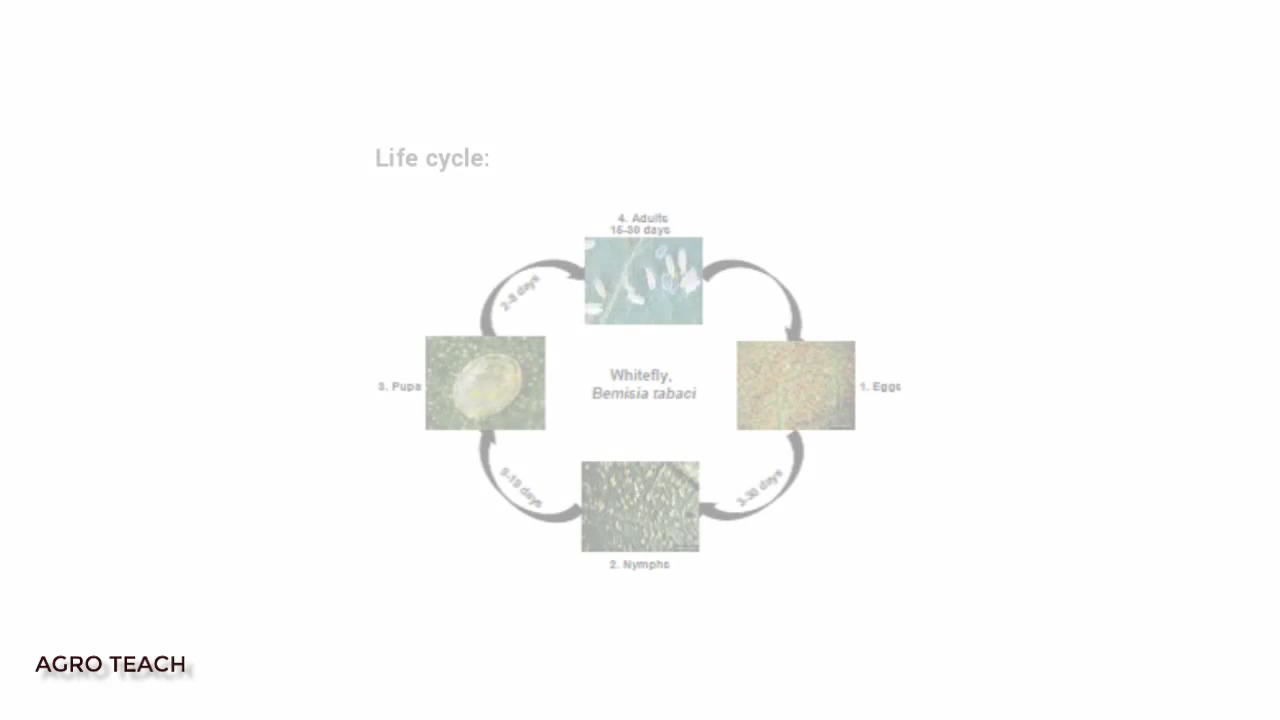 Life cycle:
4. Adults
15-30 days
2-8 days
3. Pupa
Whitefly,
Bemisia tabaci
1. Eggs
9-19 days
3-30 days
2. Nymphs
AGRO TEACH